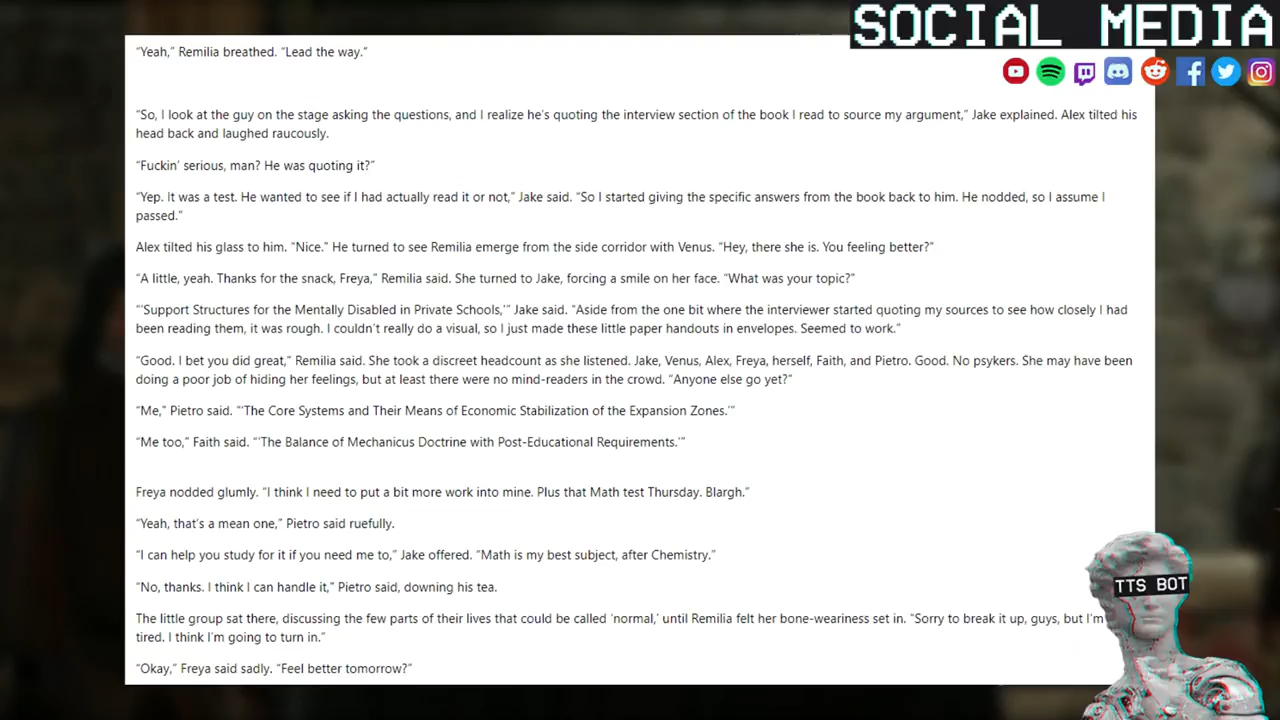 SOCIAL MEDIA
“Yeah,” Remilia breathed. “Lead the way.”
“So, I look at the guy on the stage asking the questions, and I realize he’s quoting the interview section of the book I read to source my argument,” Jake explained. Alex tilted his
head back and laughed raucously.
“Fuckin’ serious, man? He was quoting it?”
“Yep. It was a test. He wanted to see if I had actually read it or not,” Jake said. “So I started giving the specific answers from the book back to him. He nodded, so I assume I
passed.”
Alex tilted his glass to him. “Nice.” He turned to see Remilia emerge from the side corridor with Venus. “Hey, there she is. You feeling better?”
“A little, yeah. Thanks for the snack, Freya,” Remilia said. She turned to Jake, forcing a smile on her face. “What was your topic?”
“‘Support Structures for the Mentally Disabled in Private Schools,’” Jake said. “Aside from the one bit where the interviewer started quoting my sources to see how closely I had
been reading them, it was rough. I couldn’t really do a visual, so I just made these little paper handouts in envelopes. Seemed to work.”
“Good. I bet you did great,” Remilia said. She took a discreet headcount as she listened. Jake, Venus, Alex, Freya, herself, Faith, and Pietro. Good. No psykers. She may have been
doing a poor job of hiding her feelings, but at least there were no mind-readers in the crowd. “Anyone else go yet?”
“Me,” Pietro said. “‘The Core Systems and Their Means of Economic Stabilization of the Expansion Zones.’”
“Me too,” Faith said. “‘The Balance of Mechanicus Doctrine with Post-Educational Requirements.’”
Freya nodded glumly. “I think I need to put a bit more work into mine. Plus that Math test Thursday. Blargh.”
“Yeah, that’s a mean one,” Pietro said ruefully.
“I can help you study for it if you need me to,” Jake offered. “Math is my best subject, after Chemistry.”
“No, thanks. I think I can handle it,” Pietro said, downing his tea.
The little group sat there, discussing the few parts of their lives that could be called ‘normal,’ until Remilia felt her bone-weariness set in. “Sorry to break it up, guys, but I’m
tired. I think I’m going to turn in.”
“Okay,” Freya said sadly. “Feel better tomorrow?”
TTS BOT